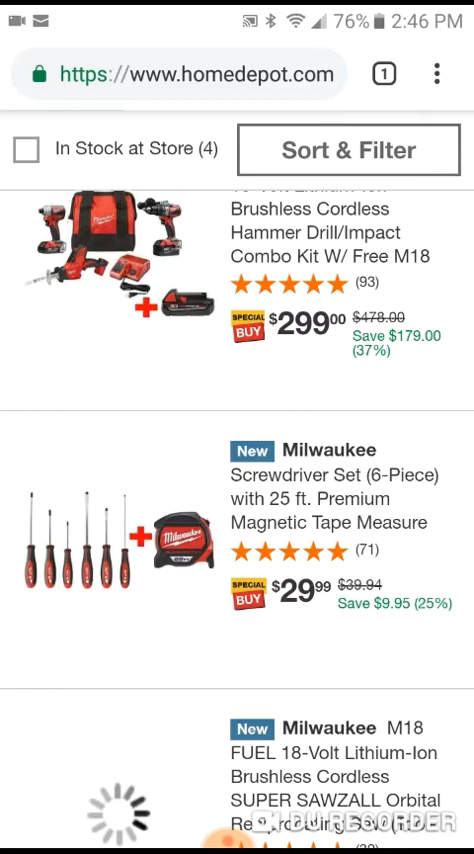 76% 2:46 PM
https://www.homedepot.com
1
In Stock at Store (4)
Sort & Filter
Brushless Cordless
Hammer Drill/Impact
Combo Kit W/ Free M18
(93)
SPECIAL BUY $299 00 $478.00
Save $179.00
(37%)
New Milwaukee
Screwdriver Set (6-Piece)
with 25 ft. Premium
Magnetic Tape Measure
Milwaukee
(71)
SPECIAL BUY $29 99 $39.94
Save $9.95 (25%)
New Milwaukee M18
FUEL 18-Volt Lithium-Ion
Brushless Cordless
SUPER SAWZALL Orbital
DU RECORDER